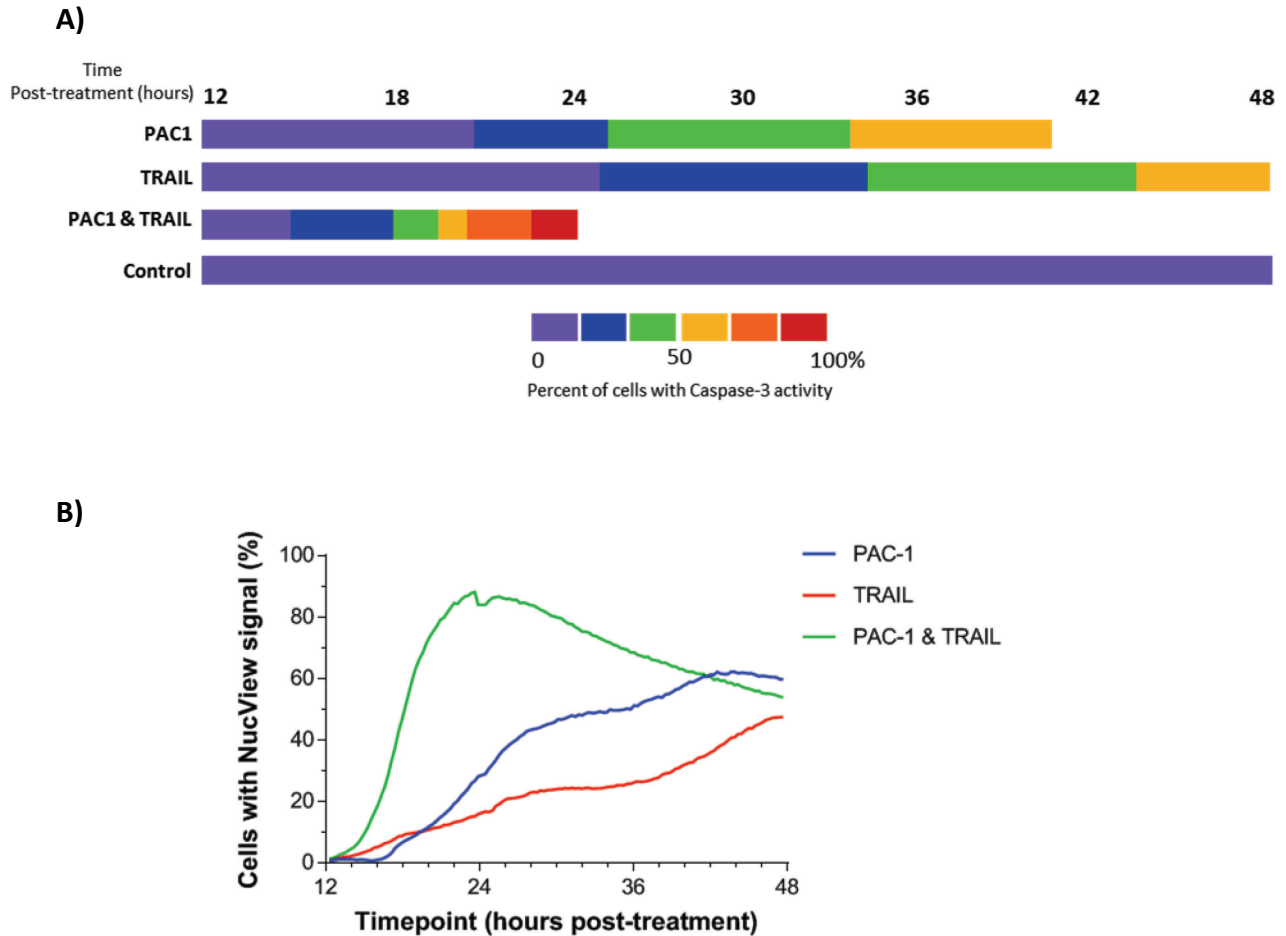 A)
Time
Post-treatment (hours) 12 18 24 30 36 42 48
PAC1
TRAIL
PAC1 & TRAIL
Control
0 50 100%
Percent of cells with Caspase-3 activity
B)
Cells with NucView signal (%)
100
80
60
40
20
0
12 24 36 48
Timepoint (hours post-treatment)
PAC-1
TRAIL
PAC-1 & TRAIL